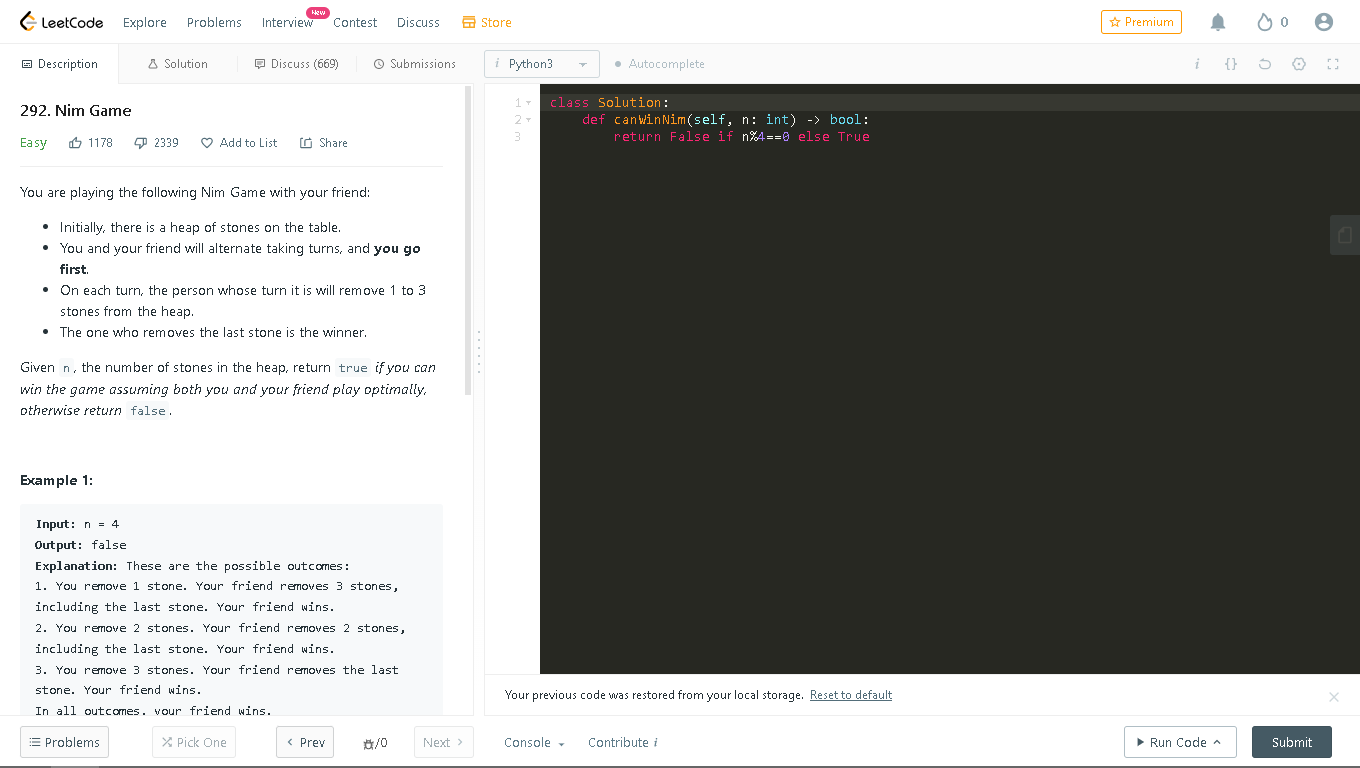 LeetCode Explore Problems Interview New Contest Discuss Store Premium 0
Description Solution Discuss (669) Submissions i Python3 Autocomplete i {}
292. Nim Game
Easy 1178 2339 Add to List Share
You are playing the following Nim Game with your friend:
• Initially, there is a heap of stones on the table.
• You and your friend will alternate taking turns, and you go
first.
• On each turn, the person whose turn it is will remove 1 to 3
stones from the heap.
• The one who removes the last stone is the winner.
Given n, the number of stones in the heap, return true if you can
win the game assuming both you and your friend play optimally,
otherwise return false.
Example 1:
Input: n = 4
Output: false
Explanation: These are the possible outcomes:
1. You remove 1 stone. Your friend removes 3 stones,
including the last stone. Your friend wins.
2. You remove 2 stones. Your friend removes 2 stones,
including the last stone. Your friend wins.
3. You remove 3 stones. Your friend removes the last
stone. Your friend wins.
In all outcomes, your friend wins.
1 class Solution:
2 def canWinNim(self, n: int) -> bool:
3 return False if n%4==0 else True
Your previous code was restored from your local storage. Reset to default
Problems Pick One < Prev /0 Next > Console Contribute i Run Code Submit